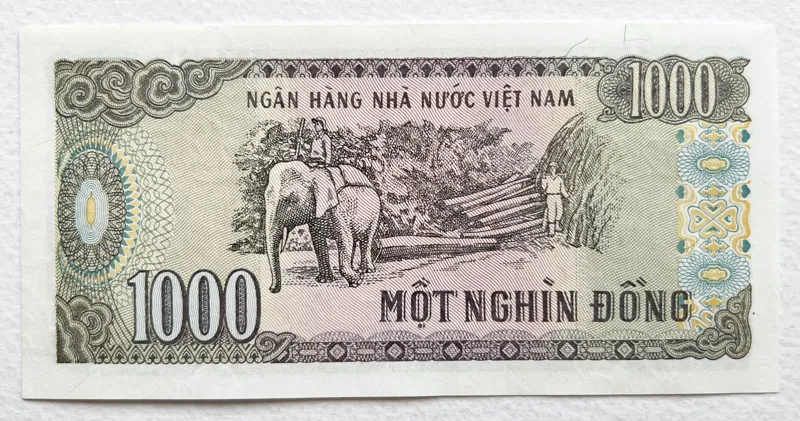 1000
NGÂN HÀNG NHÀ NƯỚC VIỆT NAM
1000
MỘT NGHÌN ĐỒNG